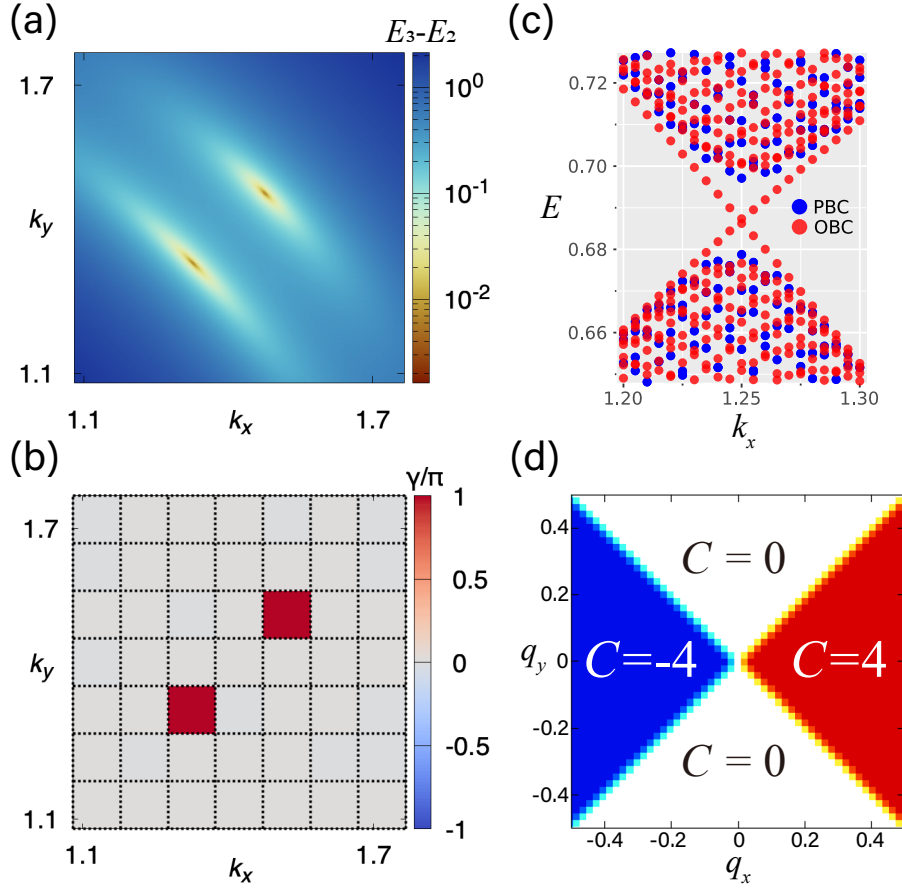 (a)
E₃-E₂
1.7
k_y
1.1
1.1
k_x
1.7
10⁰
10⁻¹
10⁻²
(c)
0.72
0.70
E
0.68
0.66
PBC
OBC
1.20
1.25
1.30
k_x
(b)
γ/π
1.7
k_y
1.1
1.1
k_x
1.7
1
0.5
0
-0.5
-1
(d)
0.4
0.2
q_y
0
-0.2
-0.4
C = 0
C=-4
C=4
C = 0
-0.4
-0.2
0
0.2
0.4
q_x